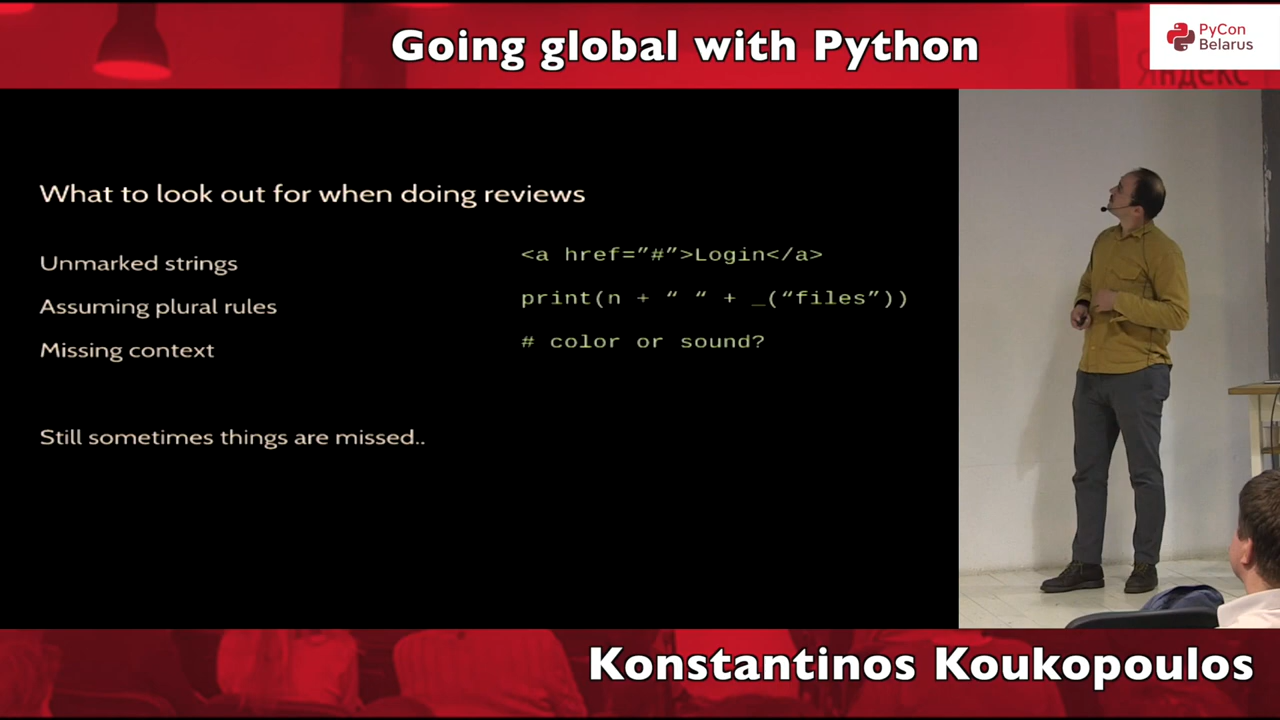 Going global with Python
PyCon
Belarus
Яндекс
What to look out for when doing reviews
Unmarked strings
<a href=”#”>Login</a>
Assuming plural rules
print(n + “ “ + _(“files”))
Missing context
# color or sound?
Still sometimes things are missed..
Konstantinos Koukopoulos